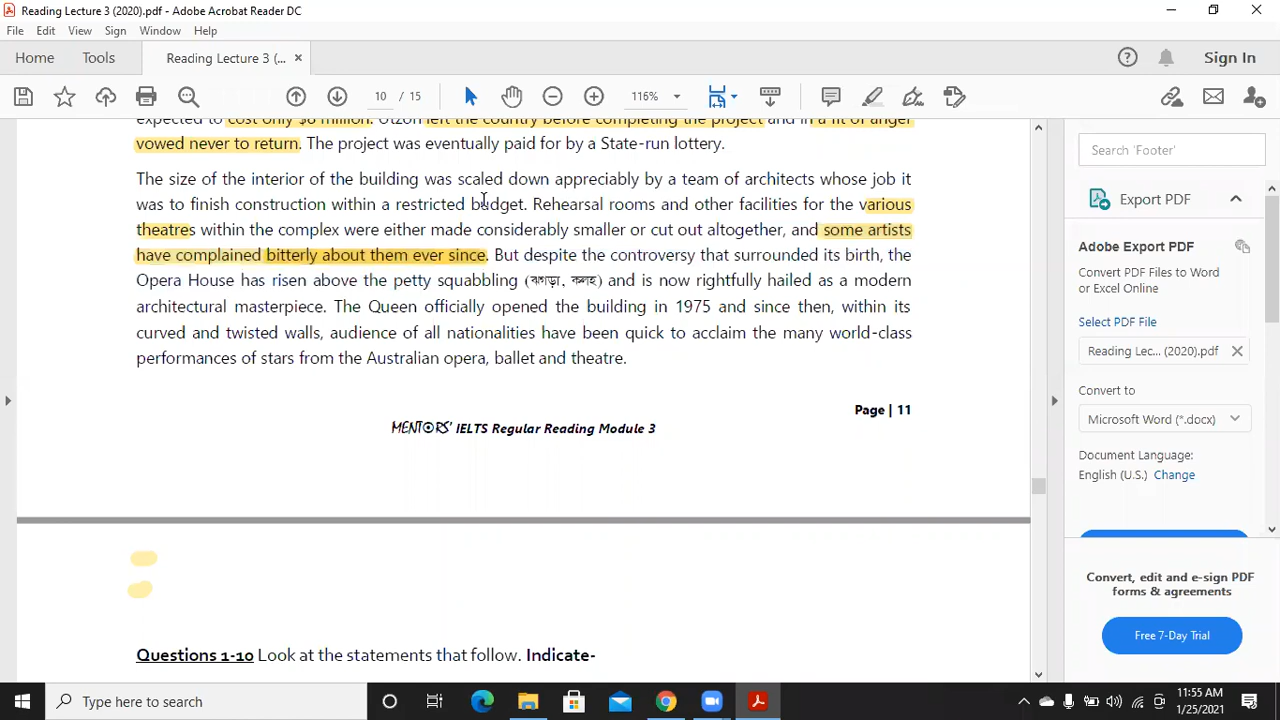 Reading Lecture 3 (2020).pdf - Adobe Acrobat Reader DC
File Edit View Sign Window Help
Home Tools Reading Lecture 3 (... × Sign In
10 / 15 116%
expected to cost only $8 million. Utzon left the country before completing the project and in a fit of anger
vowed never to return. The project was eventually paid for by a State-run lottery.
The size of the interior of the building was scaled down appreciably by a team of architects whose job it
was to finish construction within a restricted budget. Rehearsal rooms and other facilities for the various
theatres within the complex were either made considerably smaller or cut out altogether, and some artists
have complained bitterly about them ever since. But despite the controversy that surrounded its birth, the
Opera House has risen above the petty squabbling (ঝগড়া, কলহ) and is now rightfully hailed as a modern
architectural masterpiece. The Queen officially opened the building in 1975 and since then, within its
curved and twisted walls, audience of all nationalities have been quick to acclaim the many world-class
performances of stars from the Australian opera, ballet and theatre.
Page | 11
MENTORS' IELTS Regular Reading Module 3
Questions 1-10 Look at the statements that follow. Indicate-
Search 'Footer'
Export PDF
Adobe Export PDF
Convert PDF Files to Word
or Excel Online
Select PDF File
Reading Lec... (2020).pdf
Convert to
Microsoft Word (*.docx)
Document Language:
English (U.S.) Change
Convert, edit and e-sign PDF
forms & agreements
Free 7-Day Trial
Type here to search
11:55 AM
1/25/2021